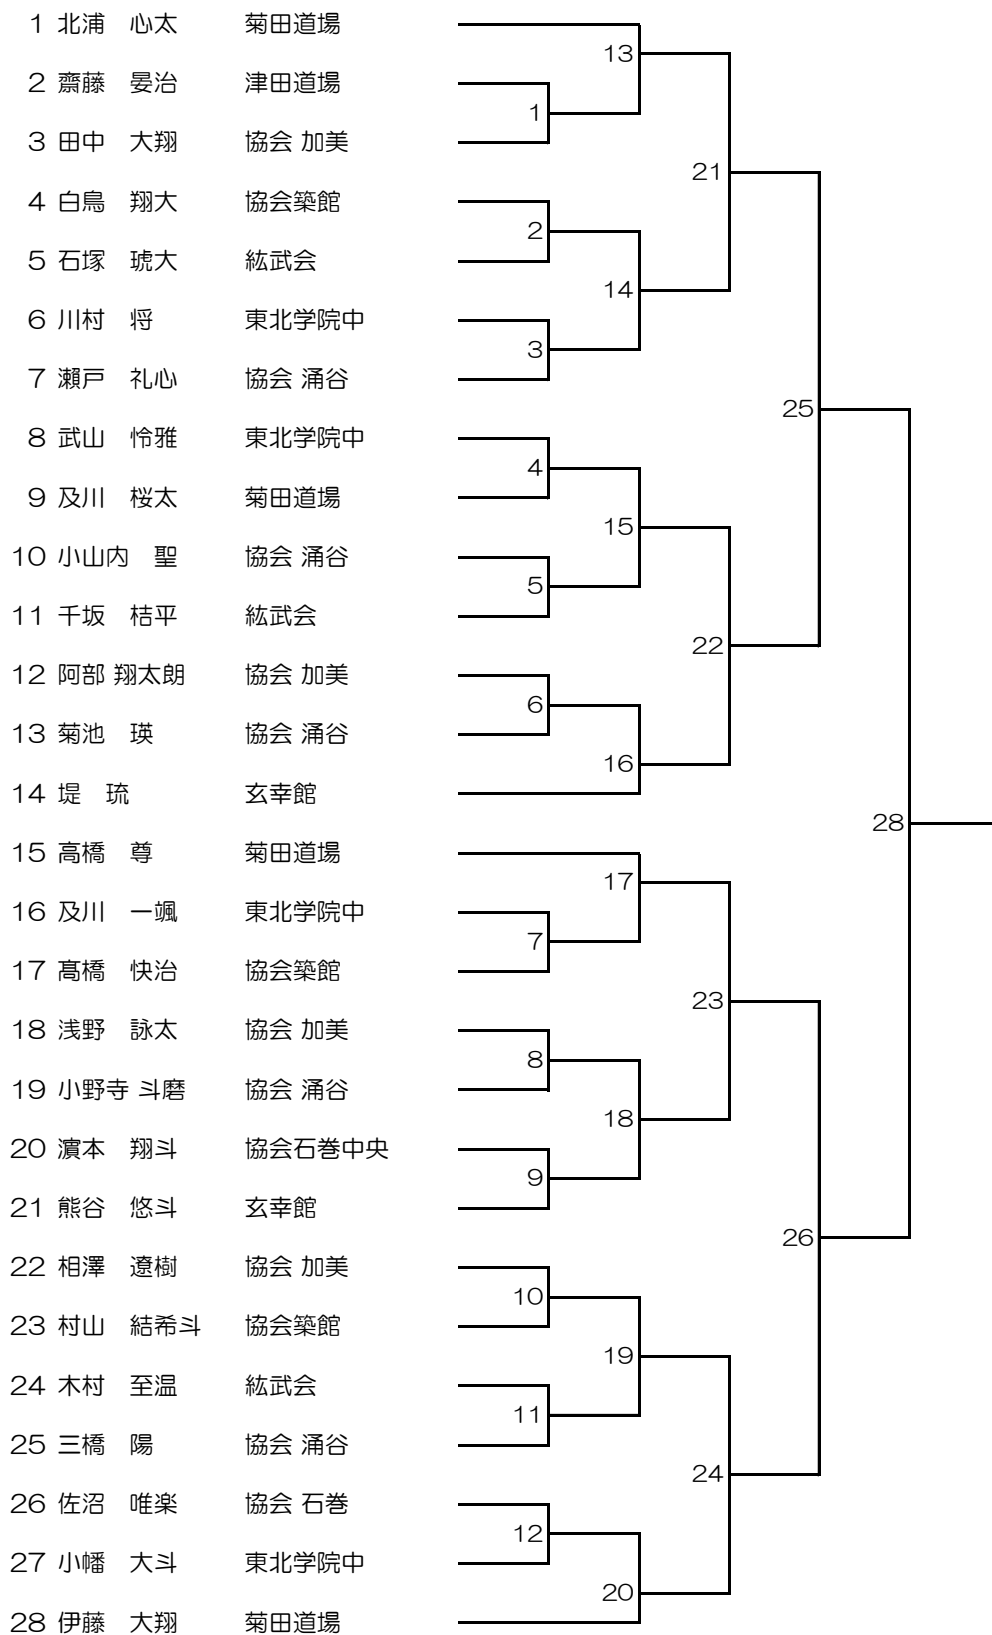 1 北浦　心太 菊田道場
13
2 齋藤　晏治 津田道場
1
3 田中　大翔 協会 加美
21
4 白鳥　翔大 協会築館
2
5 石塚　琥大 紘武会
14
6 川村　将 東北学院中
3
7 瀬戸　礼心 協会 涌谷
25
8 武山　怜雅 東北学院中
4
9 及川　桜太 菊田道場
15
10 小山内　聖 協会 涌谷
5
11 千坂　桔平 紘武会
22
12 阿部 翔太朗 協会 加美
6
13 菊池　瑛 協会 涌谷
16
14 堤　琉 玄幸館
28
15 高橋　尊 菊田道場
17
16 及川　一颯 東北学院中
7
17 髙橋　快治 協会築館
23
18 浅野　詠太 協会 加美
8
19 小野寺 斗磨 協会 涌谷
18
20 濵本　翔斗 協会石巻中央
9
21 熊谷　悠斗 玄幸館
26
22 相澤　遼樹 協会 加美
10
23 村山　結希斗 協会築館
19
24 木村　至温 紘武会
11
25 三橋　陽 協会 涌谷
24
26 佐沼　唯楽 協会 石巻
12
27 小幡　大斗 東北学院中
20
28 伊藤　大翔 菊田道場